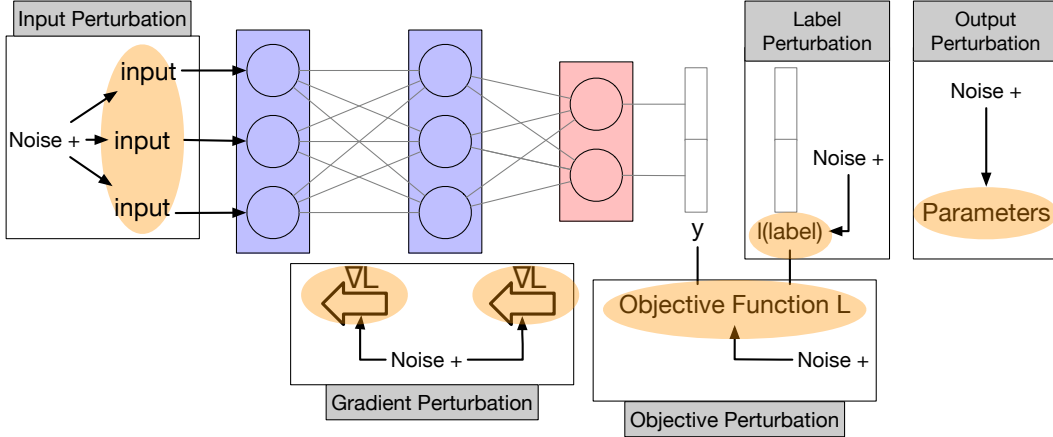 Input Perturbation
input
Noise +
input
input
Label
Perturbation
Noise +
y
l(label)
Output
Perturbation
Noise +
Parameters
∇L
∇L
Noise +
Gradient Perturbation
Objective Function L
Noise +
Objective Perturbation